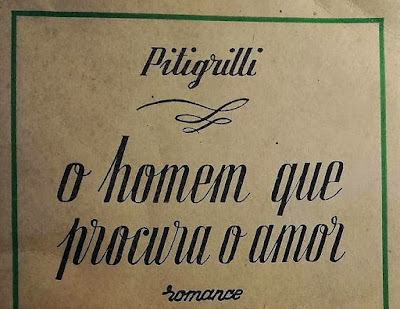 Pitigrilli
o homem que
procura o amor
romance